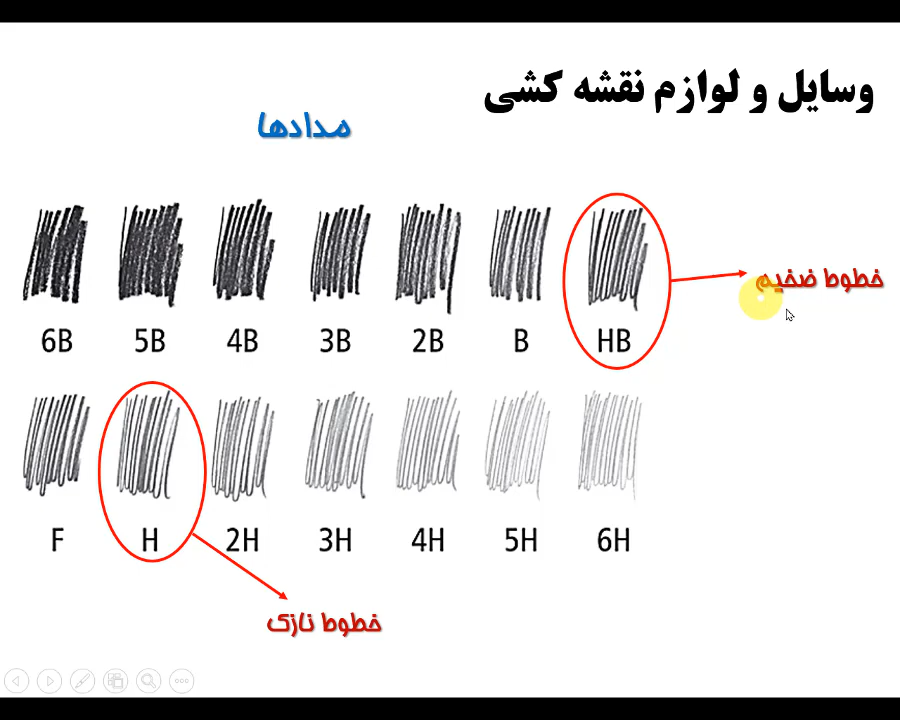 وسایل و لوازم نقشه کشی
مدادها
6B 5B 4B 3B 2B B HB
خطوط ضخیم
F H 2H 3H 4H 5H 6H
خطوط نازک